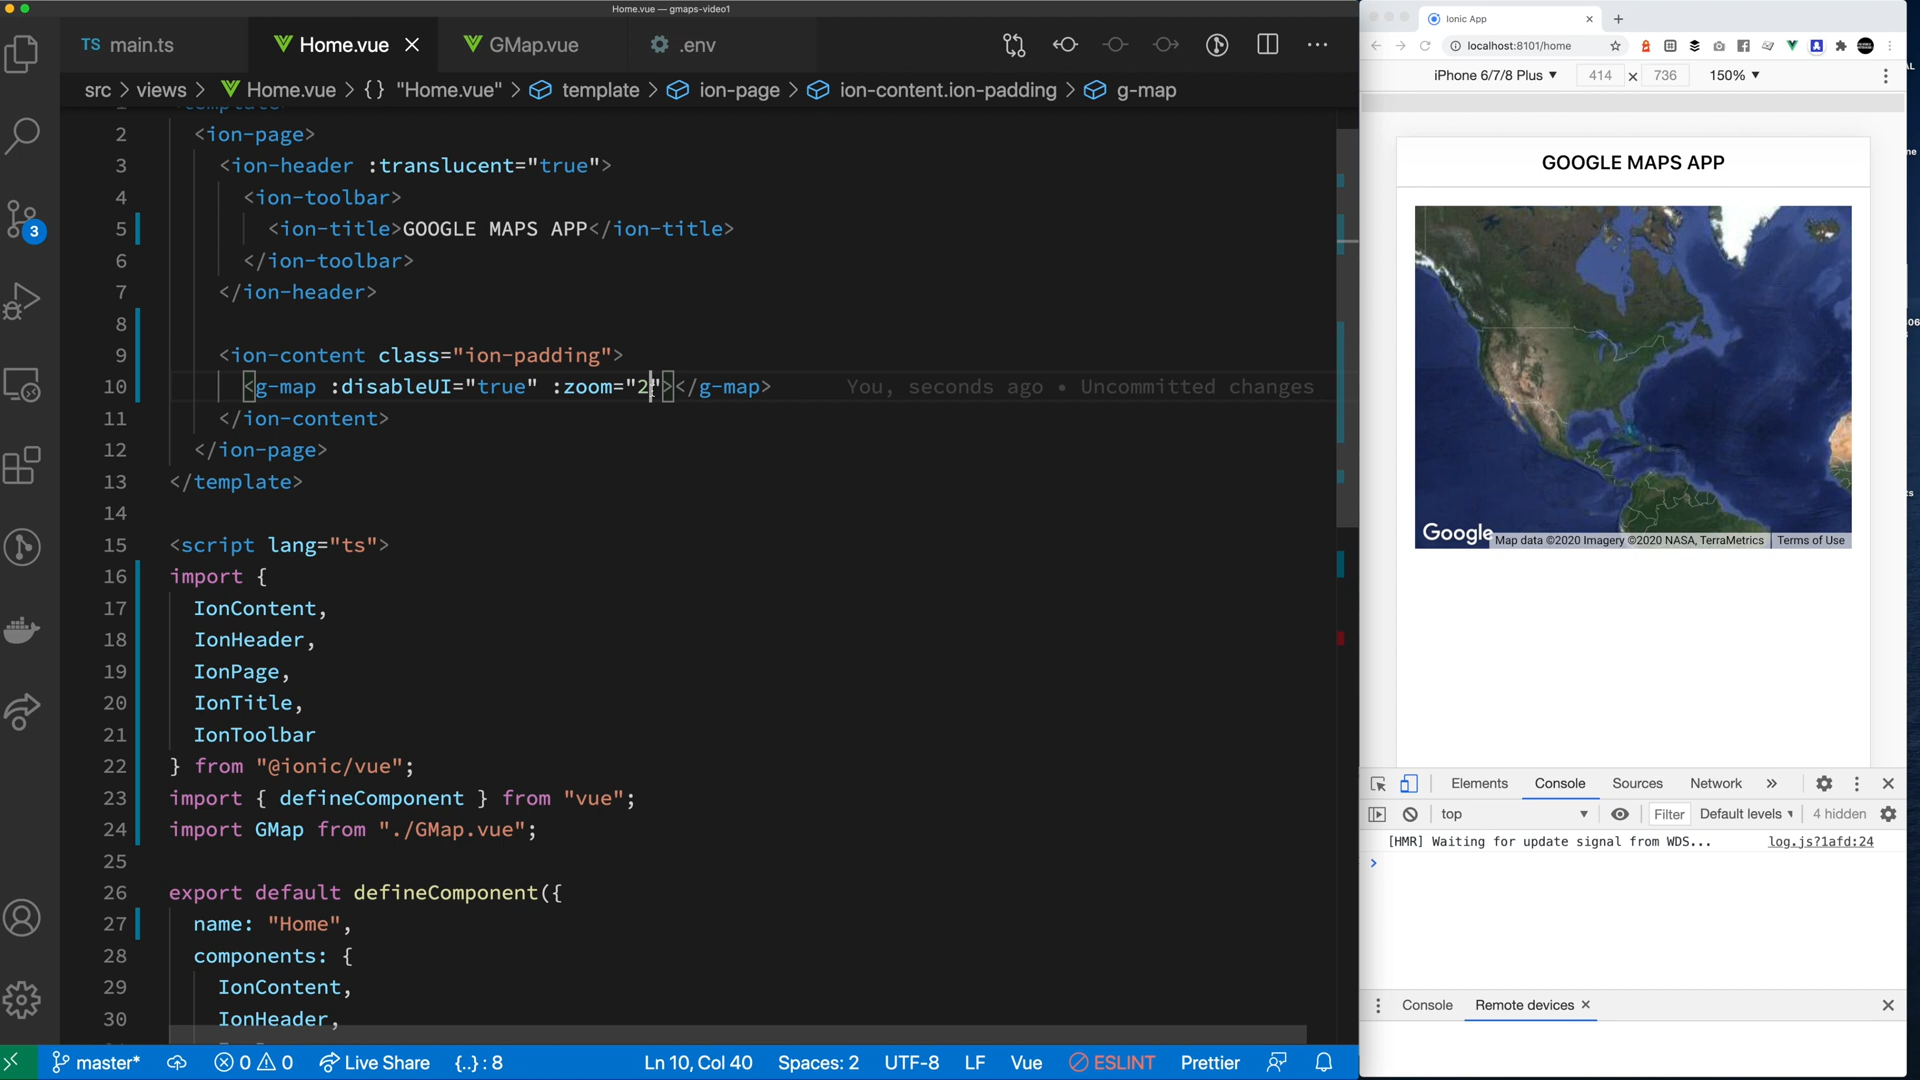 Home.vue — gmaps-video1
TS main.ts
Home.vue
GMap.vue
.env
src > views > Home.vue > {} "Home.vue" > template > ion-page > ion-content.ion-padding > g-map
2 <ion-page>
3 <ion-header :translucent="true">
4 <ion-toolbar>
5 <ion-title>GOOGLE MAPS APP</ion-title>
6 </ion-toolbar>
7 </ion-header>
8
9 <ion-content class="ion-padding">
10 <g-map :disableUI="true" :zoom="2"></g-map> You, seconds ago • Uncommitted changes
11 </ion-content>
12 </ion-page>
13 </template>
14
15 <script lang="ts">
16 import {
17 IonContent,
18 IonHeader,
19 IonPage,
20 IonTitle,
21 IonToolbar
22 } from "@ionic/vue";
23 import { defineComponent } from "vue";
24 import GMap from "./GMap.vue";
25
26 export default defineComponent({
27 name: "Home",
28 components: {
29 IonContent,
30 IonHeader,
3
master* 0 0 Live Share {..} : 8 Ln 10, Col 40 Spaces: 2 UTF-8 LF Vue ESLINT Prettier
Ionic App
localhost:8101/home
iPhone 6/7/8 Plus ▼ 414 × 736 150% ▼
GOOGLE MAPS APP
Google
Map data ©2020 Imagery ©2020 NASA, TerraMetrics Terms of Use
Elements Console Sources Network »
top ▼ Filter Default levels ▼ 4 hidden
[HMR] Waiting for update signal from WDS... log.js?1afd:24
>
Console Remote devices